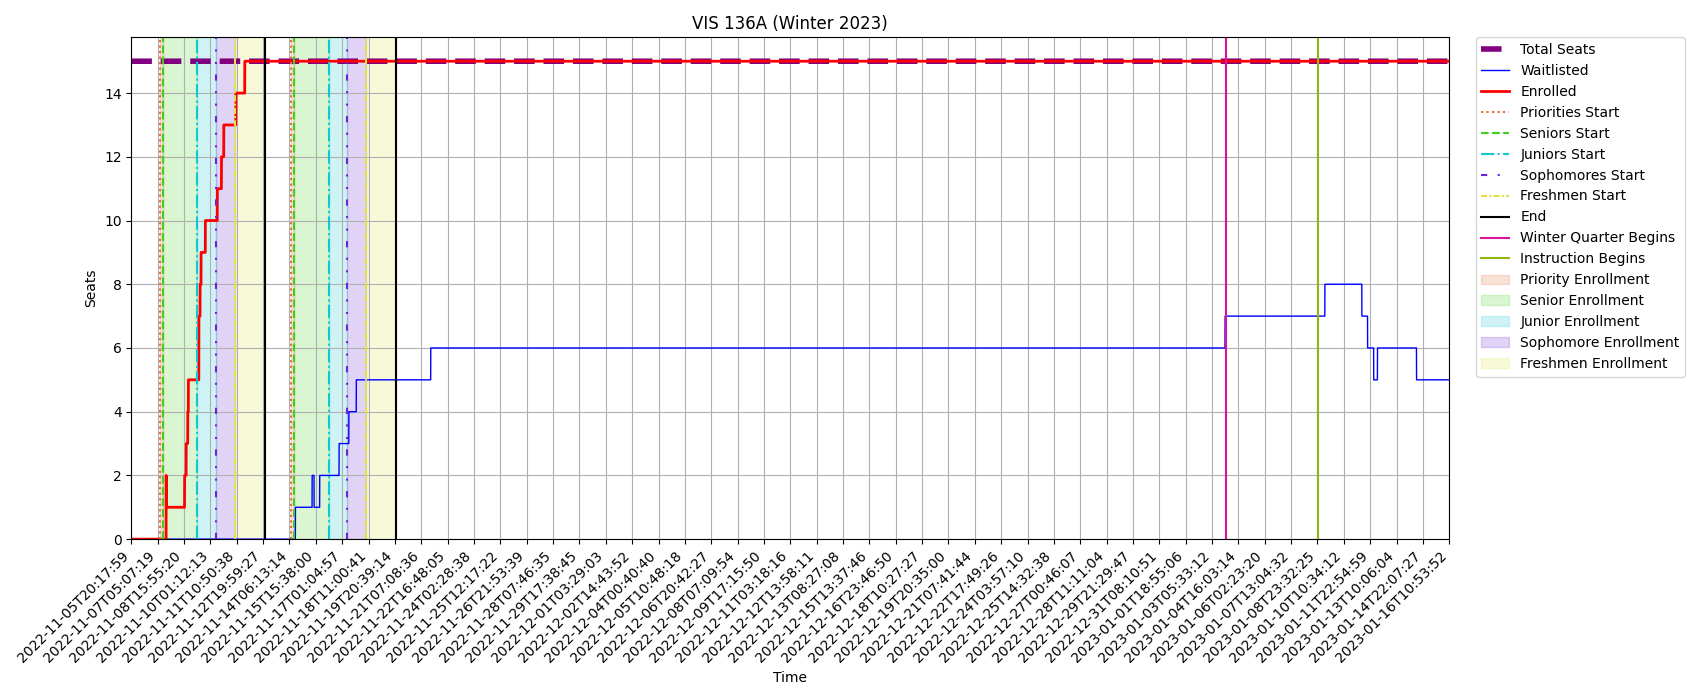 VIS 136A (Winter 2023)
Seats
14
12
10
8
6
4
2
0
2022-11-05T20:17:59
2022-11-07T05:07:19
2022-11-08T15:55:20
2022-11-10T01:12:13
2022-11-11T10:50:38
2022-11-12T19:59:27
2022-11-14T06:13:14
2022-11-15T15:38:00
2022-11-17T01:04:57
2022-11-18T11:00:41
2022-11-19T20:39:14
2022-11-21T07:08:36
2022-11-22T16:48:05
2022-11-24T02:28:38
2022-11-25T12:17:22
2022-11-26T21:53:39
2022-11-28T07:46:35
2022-11-29T17:38:45
2022-12-01T03:29:03
2022-12-02T14:43:52
2022-12-04T00:40:40
2022-12-05T10:48:18
2022-12-06T20:42:27
2022-12-08T07:09:54
2022-12-09T17:15:50
2022-12-11T03:18:16
2022-12-12T13:58:11
2022-12-13T08:27:08
2022-12-15T13:37:46
2022-12-16T23:46:50
2022-12-18T10:27:27
2022-12-19T20:35:00
2022-12-21T07:41:44
2022-12-22T17:49:26
2022-12-24T03:57:10
2022-12-25T14:32:38
2022-12-27T00:46:07
2022-12-28T11:11:04
2022-12-29T21:29:47
2022-12-31T08:10:51
2023-01-01T18:55:06
2023-01-03T05:33:12
2023-01-04T16:03:14
2023-01-06T02:23:20
2023-01-07T13:04:32
2023-01-08T23:32:25
2023-01-10T10:34:12
2023-01-11T22:54:59
2023-01-13T10:06:04
2023-01-14T22:07:27
2023-01-16T10:53:52
Time
Total Seats
Waitlisted
Enrolled
Priorities Start
Seniors Start
Juniors Start
Sophomores Start
Freshmen Start
End
Winter Quarter Begins
Instruction Begins
Priority Enrollment
Senior Enrollment
Junior Enrollment
Sophomore Enrollment
Freshmen Enrollment